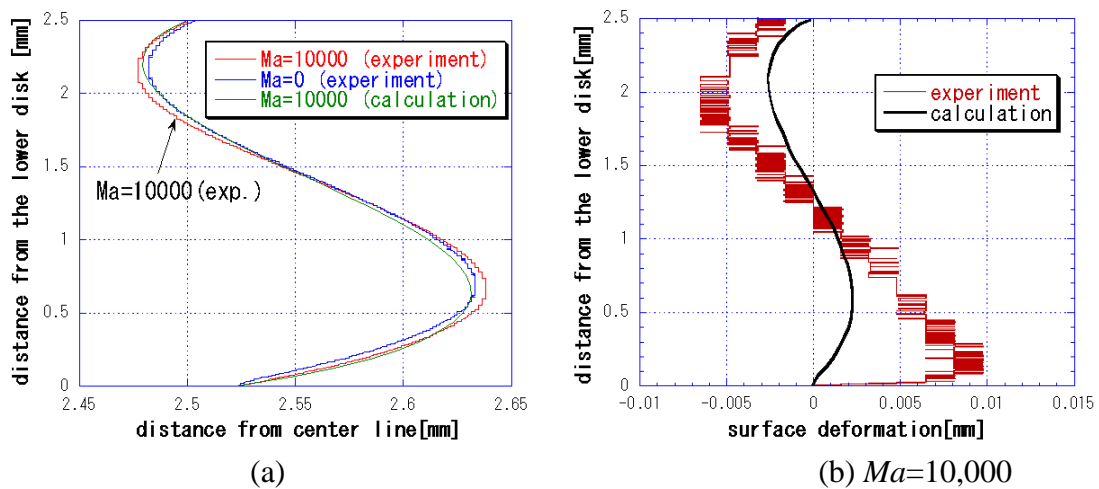 distance from the lower disk [mm]
2.5
2
1.5
1
0.5
0
2.45
2.5
2.55
2.6
2.65
distance from center line[mm]
Ma=10000 (experiment)
Ma=0 (experiment)
Ma=10000 (calculation)
Ma=10000(exp.)
(a)
distance from the lower disk[mm]
2.5
2
1.5
1
0.5
0
-0.01
-0.005
0
0.005
0.01
0.015
surface deformation[mm]
experiment
calculation
(b) Ma=10,000